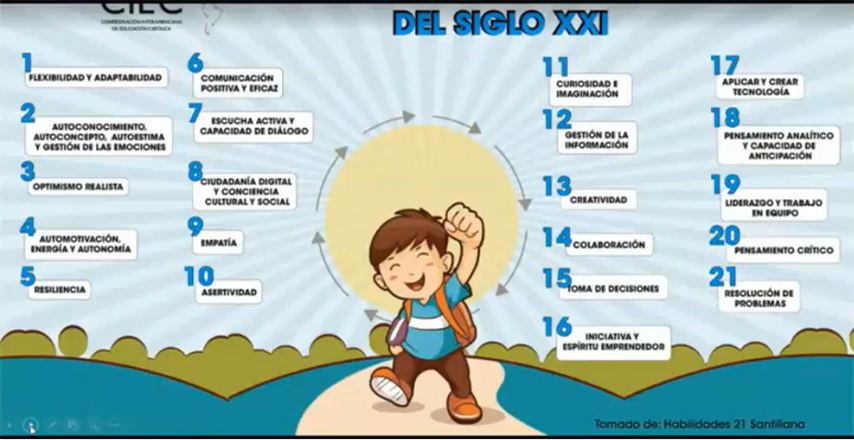 CIEC
CONFEDERACIÓN INTERAMERICANA
DE EDUCACIÓN CATÓLICA
DEL SIGLO XXI
1
FLEXIBILIDAD Y ADAPTABILIDAD
2
AUTOCONOCIMIENTO,
AUTOCONCEPTO, AUTOESTIMA
Y GESTIÓN DE LAS EMOCIONES
3
OPTIMISMO REALISTA
4
AUTOMOTIVACIÓN,
ENERGÍA Y AUTONOMÍA
5
RESILIENCIA
6
COMUNICACIÓN
POSITIVA Y EFICAZ
7
ESCUCHA ACTIVA Y
CAPACIDAD DE DIÁLOGO
8
CIUDADANÍA DIGITAL
Y CONCIENCIA
CULTURAL Y SOCIAL
9
EMPATÍA
10
ASERTIVIDAD
11
CURIOSIDAD E
IMAGINACIÓN
12
GESTIÓN DE LA
INFORMACIÓN
13
CREATIVIDAD
14
COLABORACIÓN
15
TOMA DE DECISIONES
16
INICIATIVA Y
ESPÍRITU EMPRENDEDOR
17
APLICAR Y CREAR
TECNOLOGÍA
18
PENSAMIENTO ANALÍTICO
Y CAPACIDAD DE
ANTICIPACIÓN
19
LIDERAZGO Y TRABAJO
EN EQUIPO
20
PENSAMIENTO CRÍTICO
21
RESOLUCIÓN DE
PROBLEMAS
Tomado de: Habilidades 21 Santillana